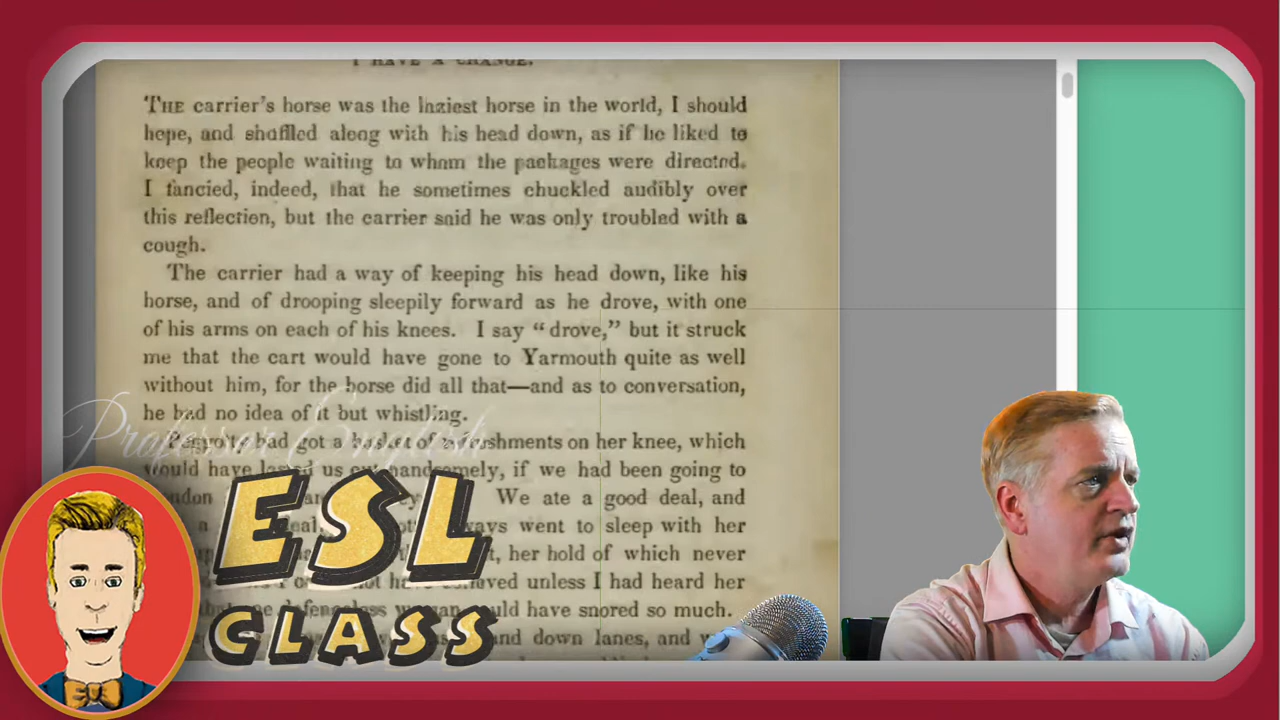 I HAVE A CHANGE.
THE carrier's horse was the laziest horse in the world, I should
hope, and shuffled along with his head down, as if he liked to
keep the people waiting to whom the packages were directed.
I fancied, indeed, that he sometimes chuckled audibly over
this reflection, but the carrier said he was only troubled with a
cough.
The carrier had a way of keeping his head down, like his
horse, and of drooping sleepily forward as he drove, with one
of his arms on each of his knees. I say “drove,” but it struck
me that the cart would have gone to Yarmouth quite as well
without him, for the horse did all that—and as to conversation,
he had no idea of it but whistling.
Peggotty had got a basket of refreshments on her knee, which
would have lasted us out handsomely, if we had been going to
We ate a good deal, and
went to sleep with her
her hold of which never
unless I had heard her
defenceless woman could have snored so much.
and down lanes, and
Professor English
ESL
CLASS